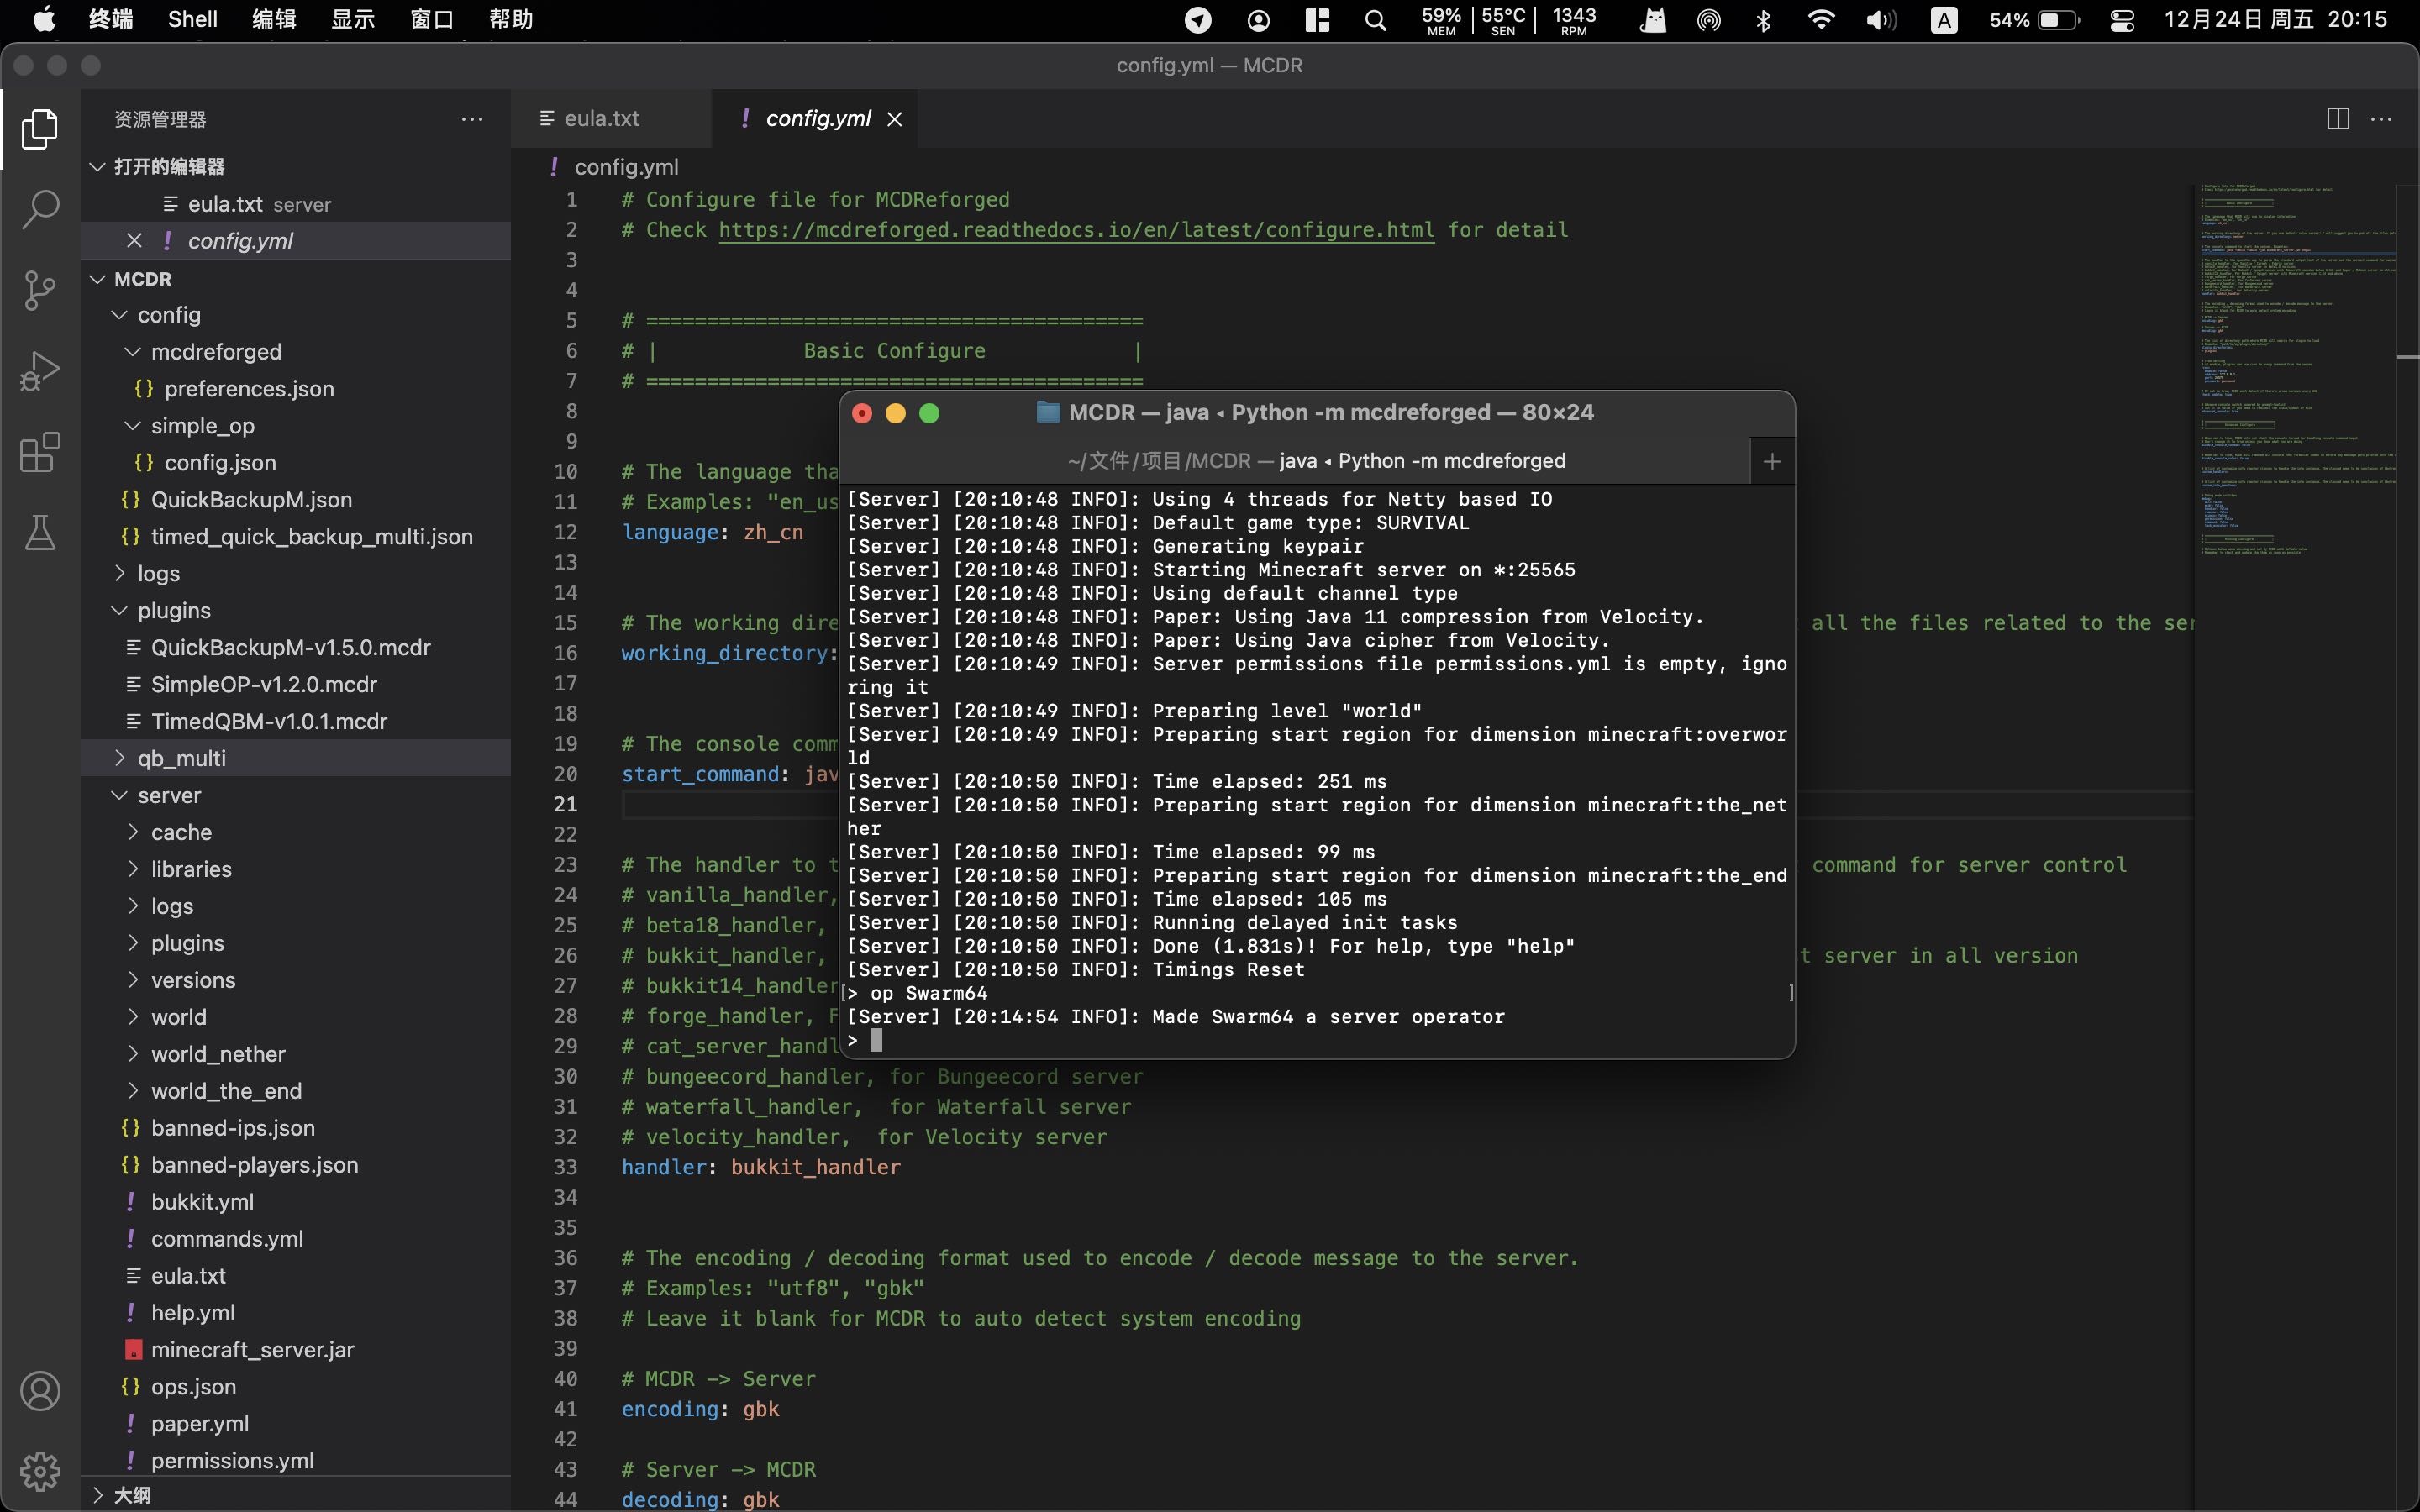 终端 Shell 编辑 显示 窗口 帮助
59% MEM 55°C SEN 1343 RPM A 54% 12月24日 周五 20:15
config.yml — MCDR
资源管理器
打开的编辑器
eula.txt server
config.yml
MCDR
config
mcdreforged
preferences.json
simple_op
config.json
QuickBackupM.json
timed_quick_backup_multi.json
logs
plugins
QuickBackupM-v1.5.0.mcdr
SimpleOP-v1.2.0.mcdr
TimedQBM-v1.0.1.mcdr
qb_multi
server
cache
libraries
logs
plugins
versions
world
world_nether
world_the_end
banned-ips.json
banned-players.json
bukkit.yml
commands.yml
eula.txt
help.yml
minecraft_server.jar
ops.json
paper.yml
permissions.yml
大纲
eula.txt config.yml
config.yml
1 # Configure file for MCDReforged
2 # Check https://mcdreforged.readthedocs.io/en/latest/configure.html for detail
3
4
5 # =========================================
6 # | Basic Configure |
7 # =========================================
8
9
10 # The language tha
11 # Examples: "en_us
12 language: zh_cn
13
14
15 # The working dire all the files related to the ser
16 working_directory:
17
18
19 # The console comm
20 start_command: jav
21
22
23 # The handler to t command for server control
24 # vanilla_handler,
25 # beta18_handler,
26 # bukkit_handler, t server in all version
27 # bukkit14_handler
28 # forge_handler, F
29 # cat_server_handl
30 # bungeecord_handler, for Bungeecord server
31 # waterfall_handler, for Waterfall server
32 # velocity_handler, for Velocity server
33 handler: bukkit_handler
34
35
36 # The encoding / decoding format used to encode / decode message to the server.
37 # Examples: "utf8", "gbk"
38 # Leave it blank for MCDR to auto detect system encoding
39
40 # MCDR -> Server
41 encoding: gbk
42
43 # Server -> MCDR
44 decoding: gbk
MCDR — java ◂ Python -m mcdreforged — 80×24
~/文件/项目/MCDR — java ◂ Python -m mcdreforged
[Server] [20:10:48 INFO]: Using 4 threads for Netty based IO
[Server] [20:10:48 INFO]: Default game type: SURVIVAL
[Server] [20:10:48 INFO]: Generating keypair
[Server] [20:10:48 INFO]: Starting Minecraft server on *:25565
[Server] [20:10:48 INFO]: Using default channel type
[Server] [20:10:48 INFO]: Paper: Using Java 11 compression from Velocity.
[Server] [20:10:48 INFO]: Paper: Using Java cipher from Velocity.
[Server] [20:10:49 INFO]: Server permissions file permissions.yml is empty, igno
ring it
[Server] [20:10:49 INFO]: Preparing level "world"
[Server] [20:10:49 INFO]: Preparing start region for dimension minecraft:overwor
ld
[Server] [20:10:50 INFO]: Time elapsed: 251 ms
[Server] [20:10:50 INFO]: Preparing start region for dimension minecraft:the_net
her
[Server] [20:10:50 INFO]: Time elapsed: 99 ms
[Server] [20:10:50 INFO]: Preparing start region for dimension minecraft:the_end
[Server] [20:10:50 INFO]: Time elapsed: 105 ms
[Server] [20:10:50 INFO]: Running delayed init tasks
[Server] [20:10:50 INFO]: Done (1.831s)! For help, type "help"
[Server] [20:10:50 INFO]: Timings Reset
[> op Swarm64 ]
[Server] [20:14:54 INFO]: Made Swarm64 a server operator
>